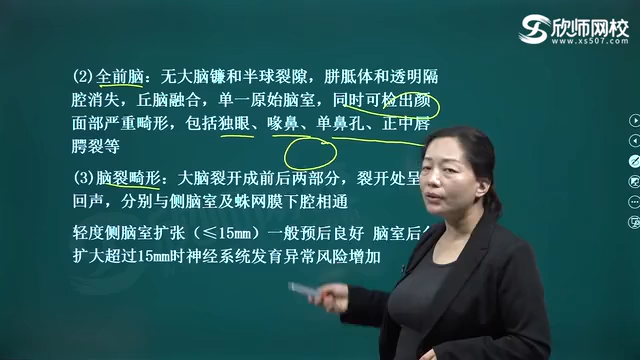 欣师网校
www.xs507.com
(2)全前脑：无大脑镰和半球裂隙，胼胝体和透明隔
腔消失，丘脑融合，单一原始脑室，同时可检出颜
面部严重畸形，包括独眼、喙鼻、单鼻孔、正中唇
腭裂等
(3)脑裂畸形：大脑裂开成前后两部分，裂开处呈
回声，分别与侧脑室及蛛网膜下腔相通
轻度侧脑室扩张（≤15mm）一般预后良好 脑室后
扩大超过15mm时神经系统发育异常风险增加